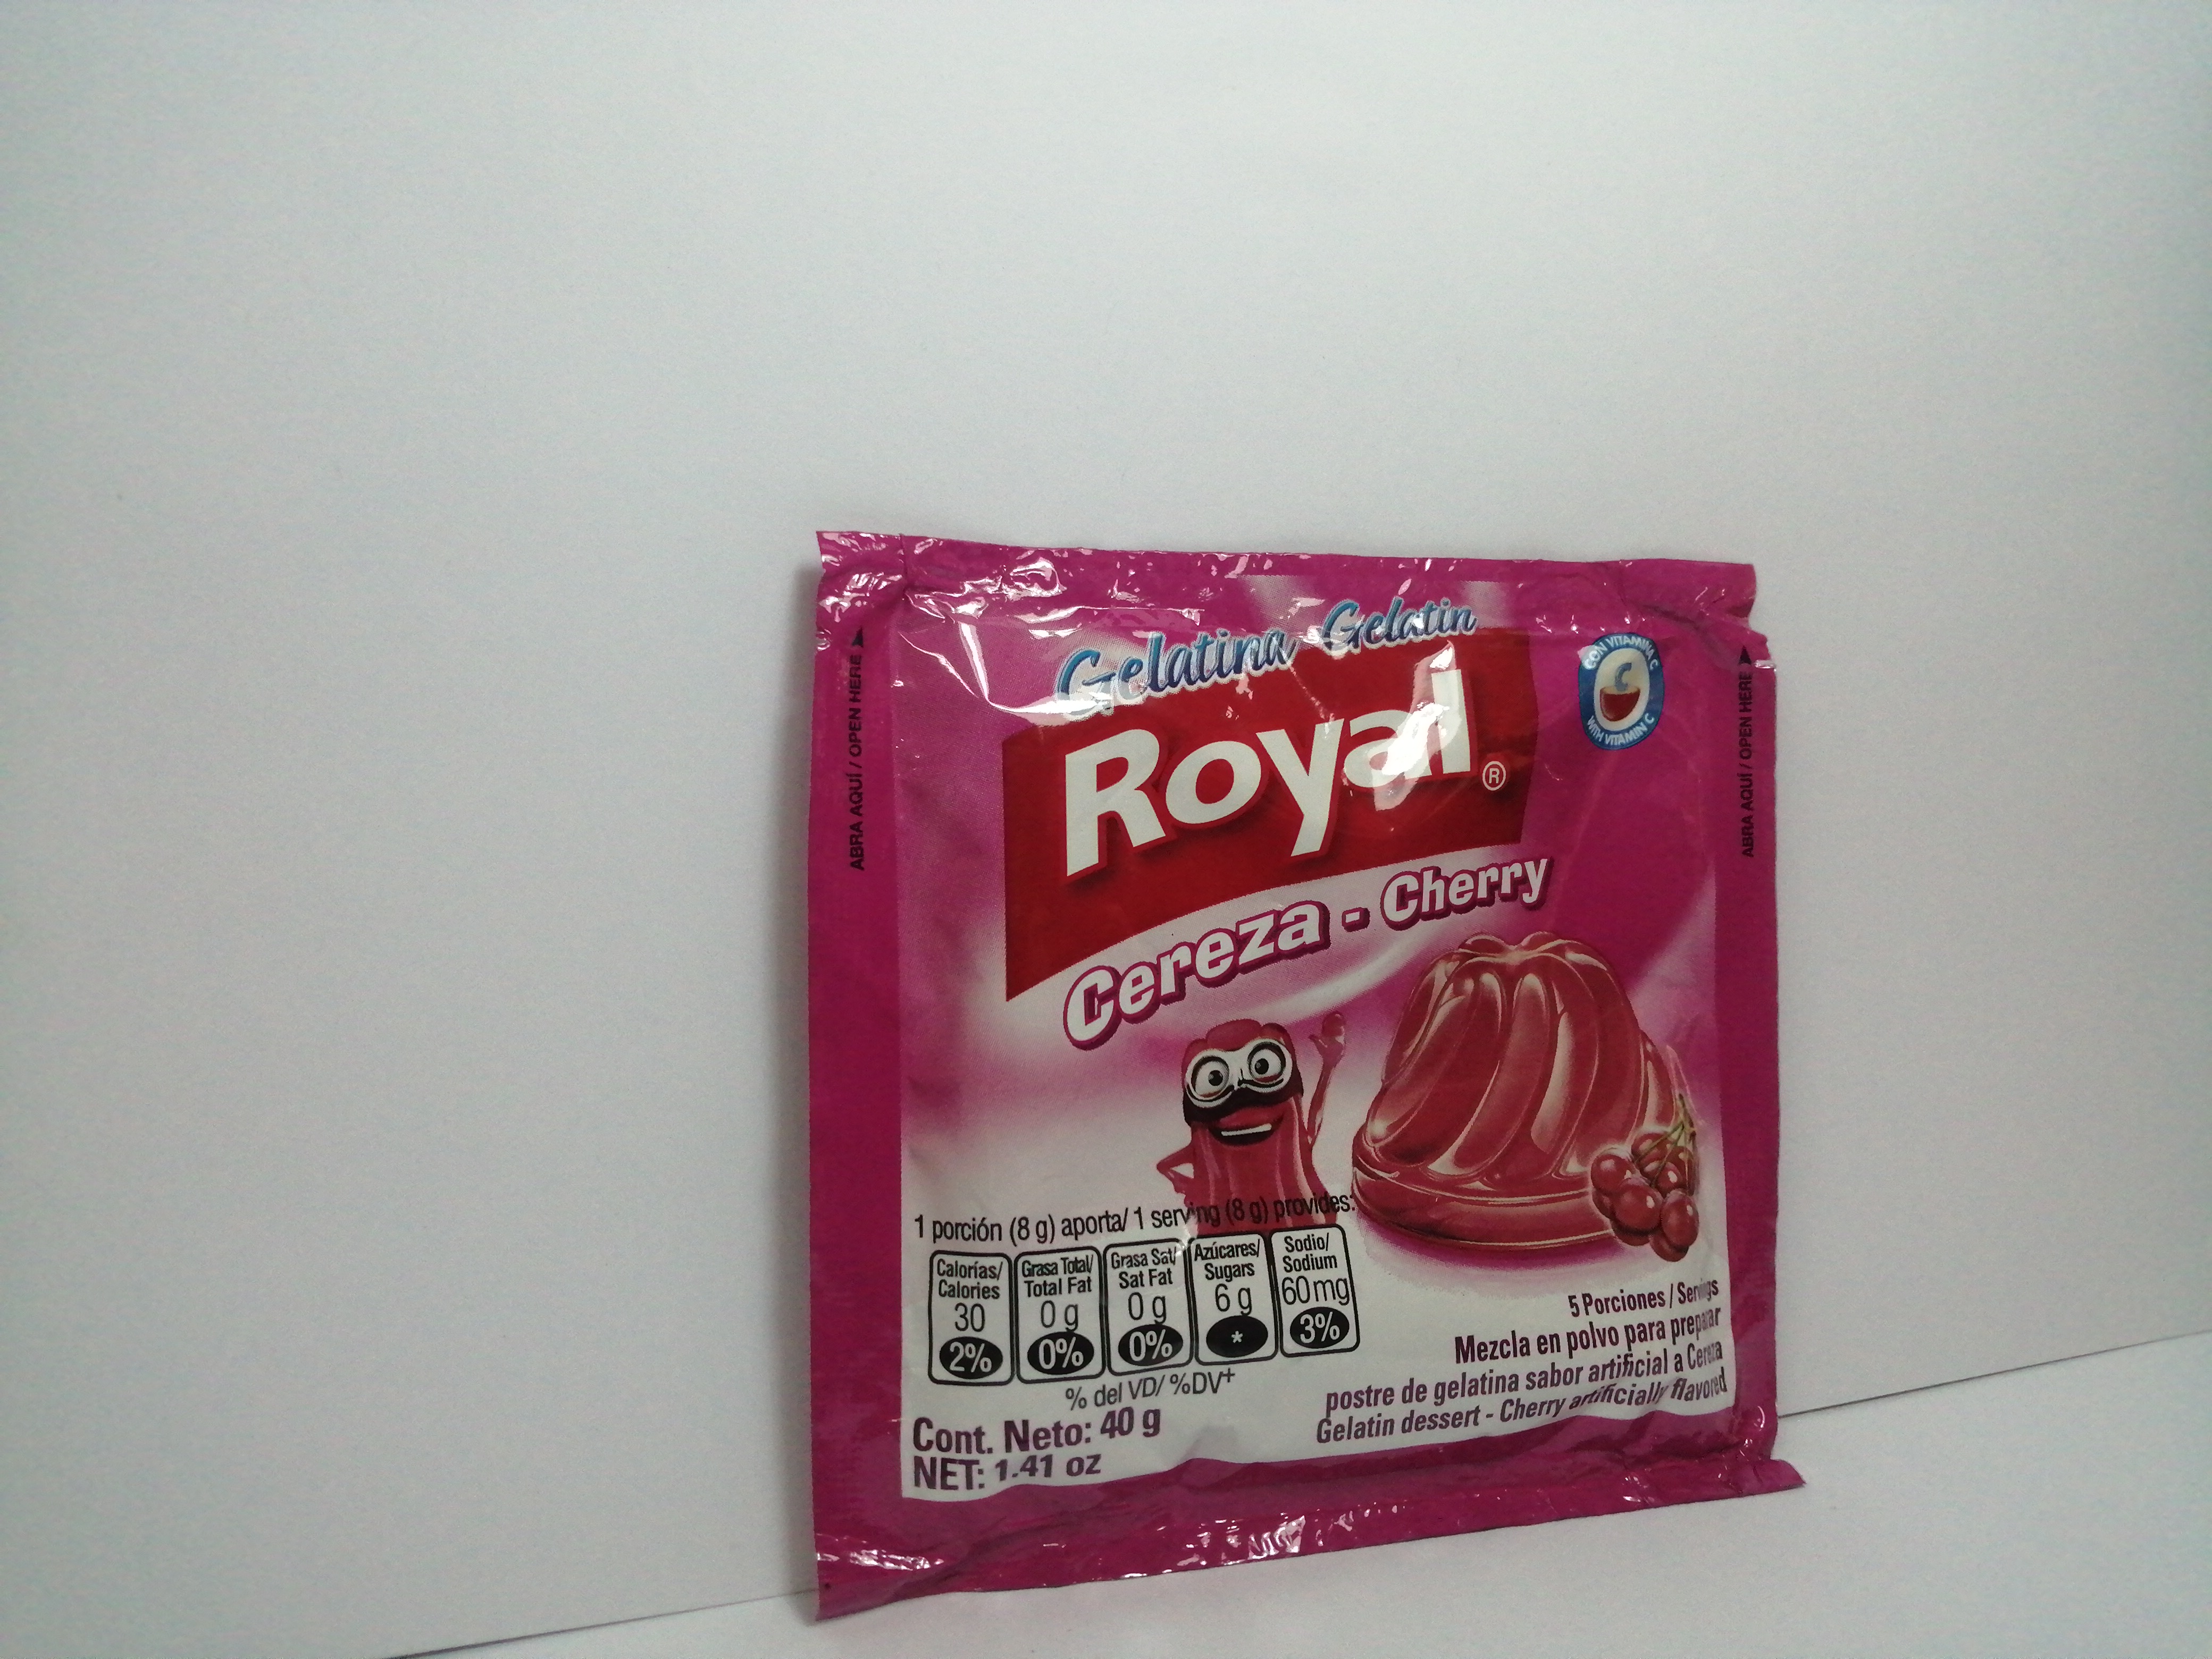 Gelatina - Gelatin
Royal ®
Cereza - Cherry
CON VITAMINA C
C
WITH VITAMIN C
ABRA AQUÍ / OPEN HERE
ABRA AQUÍ / OPEN HERE
1 porción (8 g) aporta/ 1 serving (8 g) provides:
Calorías/
Calories
30
2%
Grasa Total/
Total Fat
0 g
0%
Grasa Sat/
Sat Fat
0 g
0%
Azúcares/
Sugars
6 g
*
Sodio/
Sodium
60 mg
3%
% del VD/ %DV+
Cont. Neto: 40 g
NET: 1.41 oz
5 Porciones / Servings
Mezcla en polvo para preparar
postre de gelatina sabor artificial a Cereza
Gelatin dessert - Cherry artificially flavored